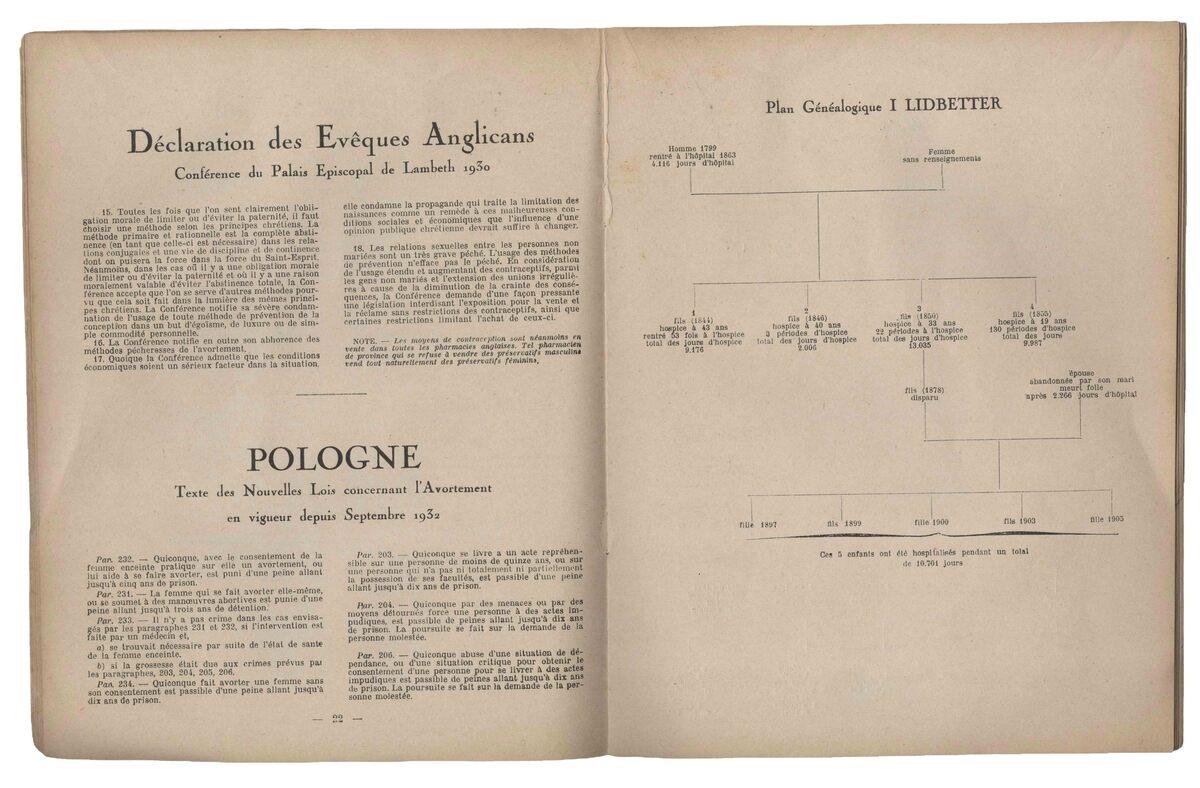 Déclaration des Evêques Anglicans
Conférence du Palais Episcopal de Lambeth 1930
15. Toutes les fois que l'on sent clairement l'obli-
gation morale de limiter ou d'éviter la paternité, il faut
choisir une méthode selon les principes chrétiens. La
méthode primaire et rationnelle est la complète absti-
nence (en tant que celle-ci est nécessaire) dans les rela-
tions conjugales et une vie de discipline et de continence
dont on puisera la force dans la force du Saint-Esprit.
Néanmoins, dans les cas où il y a une obligation morale
de limiter ou d'éviter la paternité et où il y a une raison
moralement valable d'éviter l'abstinence totale, la Con-
férence accepte que l'on se serve d'autres méthodes pour-
vu que cela soit fait dans la lumière des mêmes princi-
pes chrétiens. La Conférence notifie sa sévère condam-
nation de l'usage de toute méthode de prévention de la
conception dans un but d'égoïsme, de luxure ou de sim-
ple commodité personnelle.
16. La Conférence notifie en outre son abhorence des
méthodes pécheresses de l'avortement.
17. Quoique la Conférence admette que les conditions
économiques soient un sérieux facteur dans la situation,
elle condamne la propagande qui traite la limitation des
naissances comme un remède à ces malheureuses con-
ditions sociales et économiques que l'influence d'une
opinion publique chrétienne devrait suffire à changer.
18. Les relations sexuelles entre les personnes non
mariées sont un très grave péché. L'usage des méthodes
de prévention n'efface pas le péché. En considération
de l'usage étendu et augmentant des contraceptifs, parmi
les gens non mariés et l'extension des unions irréguliè-
res à cause de la diminution de la crainte des consé-
quences, la Conférence demande d'une façon pressante
une législation interdisant l'exposition pour la vente et
la réclame sans restrictions des contraceptifs, ainsi que
certaines restrictions limitant l'achat de ceux-ci.
NOTE. — Les moyens de contraception sont néanmoins en
vente dans toutes les pharmacies anglaises. Tel pharmacien
de province qui se refuse à vendre des préservatifs masculins
vend tout naturellement des préservatifs féminins,
POLOGNE
Texte des Nouvelles Lois concernant l'Avortement
en vigueur depuis Septembre 1932
Par. 232. — Quiconque, avec le consentement de la
femme enceinte pratique sur elle un avortement, ou
lui aide à se faire avorter, est puni d'une peine allant
jusqu'à cinq ans de prison.
Par. 231. — La femme qui se fait avorter elle-même,
ou se soumet à des manœuvres abortives est punie d'une
peine allant jusqu'à trois ans de détention.
Par. 233. — Il n'y a pas crime dans les cas envisa-
gés par les paragraphes 231 et 232, si l'intervention est
faite par un médecin et,
a) se trouvait nécessaire par suite de l'état de santé
de la femme enceinte.
b) si la grossesse était due aux crimes prévus par
les paragraphes, 203, 204, 205, 206.
Par. 234. — Quiconque fait avorter une femme sans
son consentement est passible d'une peine allant jusqu'à
dix ans de prison.
Par. 203. — Quiconque se livre a un acte repréhen-
sible sur une personne de moins de quinze ans, ou sur
une personne qui n'a pas ni totalement ni partiellement
la possession de ses facultés, est passible d'une peine
allant jusqu'à dix ans de prison.
Par. 204. — Quiconque par des menaces ou par des
moyens détournés force une personne à des actes im-
pudiques, est passible de peines allant jusqu'à dix ans
de prison. La poursuite se fait sur la demande de la
personne molestée.
Par. 206. — Quiconque abuse d'une situation de dé-
pendance, ou d'une situation critique pour obtenir le
consentement d'une personne pour se livrer à des actes
impudiques est passible de peines allant jusqu'à dix ans
de prison. La poursuite se fait sur la demande de la per-
sonne molestée.
— 22 —
Plan Généalogique I LIDBETTER
Homme 1799
rentré à l'hôpital 1863
4.116 jours d'hôpital
Femme
sans renseignements
1
fils (1844)
hospice à 43 ans
rentré 53 fois à l'hospice
total des jours d'hospice
9.176
2
fils (1846)
hospice à 40 ans
3 périodes d'hospice
total des jours d'hospice
2.006
3
fils (1850)
hospice à 33 ans
22 périodes à l'hospice
total des jours d'hospice
13.035
4
fils (1855)
hospice à 19 ans
130 périodes d'hospice
total des jours
9.987
fils (1878)
disparu
épouse
abandonnée par son mari
meurt folle
après 2.266 jours d'hôpital
fille 1897
fils 1899
fille 1900
fils 1903
fille 1905
Ces 5 enfants ont été hospitalisés pendant un total
de 10.701 jours